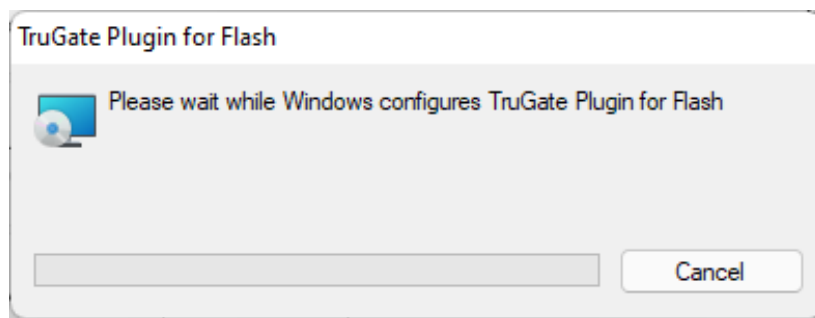 TruGate Plugin for Flash
Please wait while Windows configures TruGate Plugin for Flash
Cancel